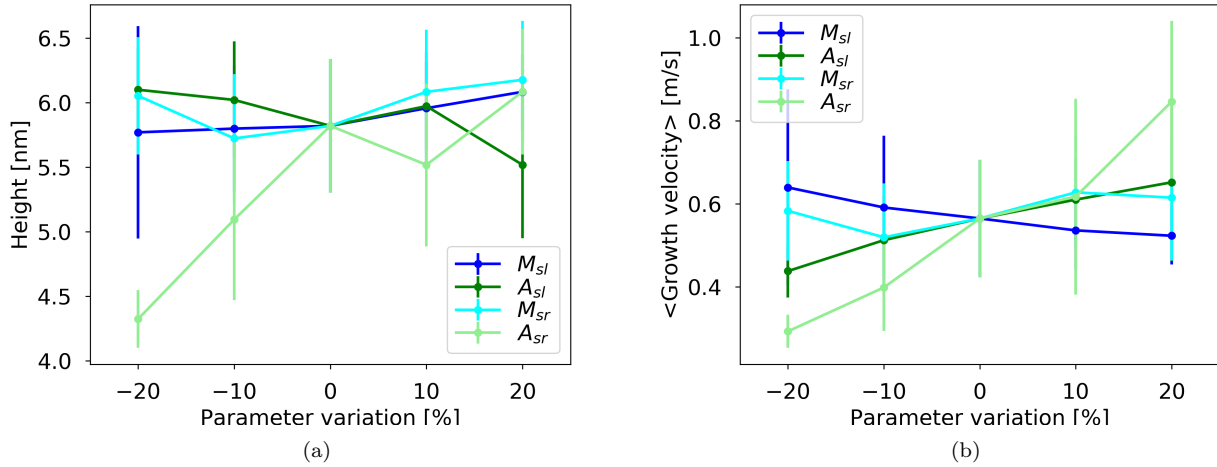 6.5
6.0
5.5
5.0
4.5
4.0
Height [nm]
M_sl
A_sl
M_sr
A_sr
−20 −10 0 10 20
Parameter variation [%]
(a)
1.0
0.8
0.6
0.4
<Growth velocity> [m/s]
M_sl
A_sl
M_sr
A_sr
−20 −10 0 10 20
Parameter variation [%]
(b)